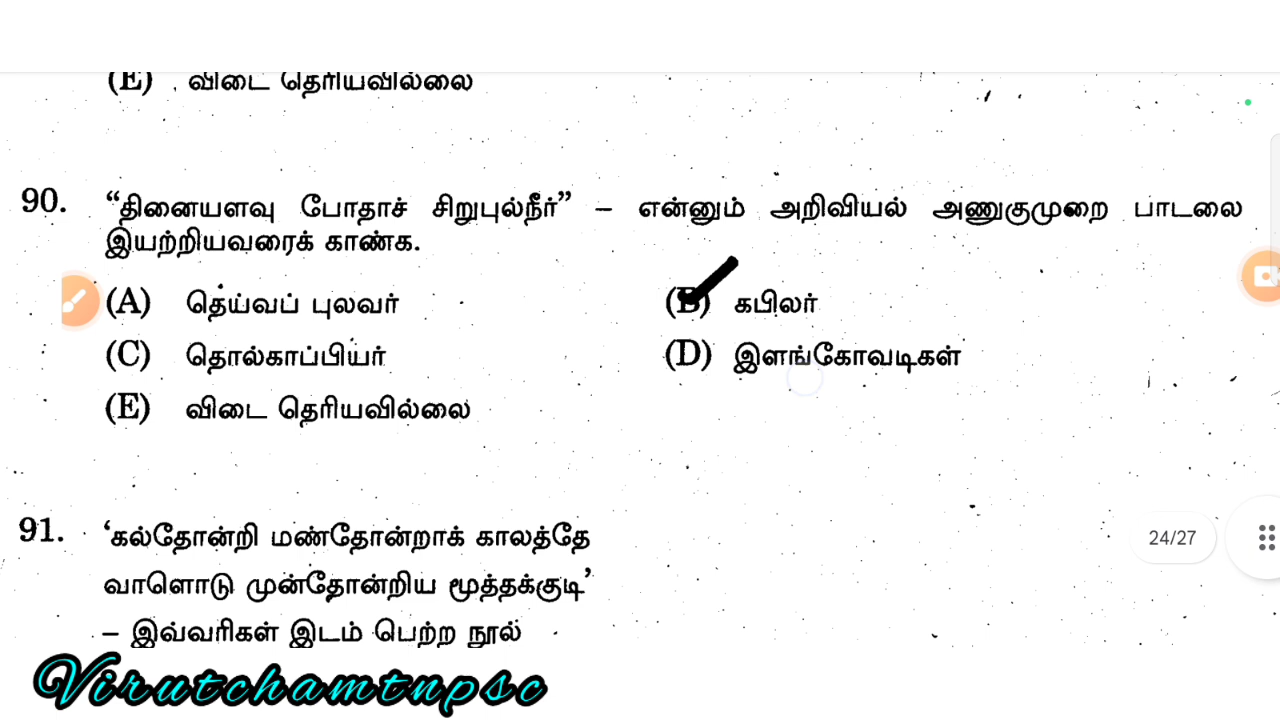 (E) விடை தெரியவில்லை
90. “தினையளவு போதாச் சிறுபுல்நீர்” – என்னும் அறிவியல் அணுகுமுறை பாடலை
இயற்றியவரைக் காண்க.
(A) தெய்வப் புலவர் (B) கபிலர்
(C) தொல்காப்பியர் (D) இளங்கோவடிகள்
(E) விடை தெரியவில்லை
91. ‘கல்தோன்றி மண்தோன்றாக் காலத்தே
வாளொடு முன்தோன்றிய மூத்தக்குடி’
– இவ்வரிகள் இடம் பெற்ற நூல்
24/27
Virutchamtnpsc